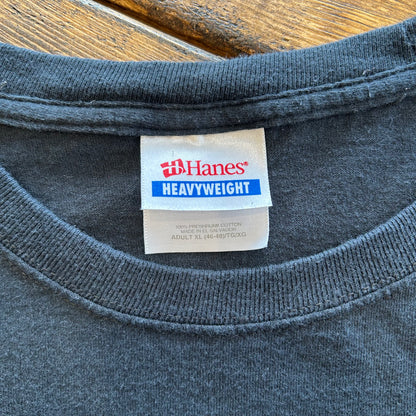 Hanes®
HEAVYWEIGHT
100% PRESHRUNK COTTON
MADE IN EL SALVADOR
ADULT XL (46-48)/TG/XG